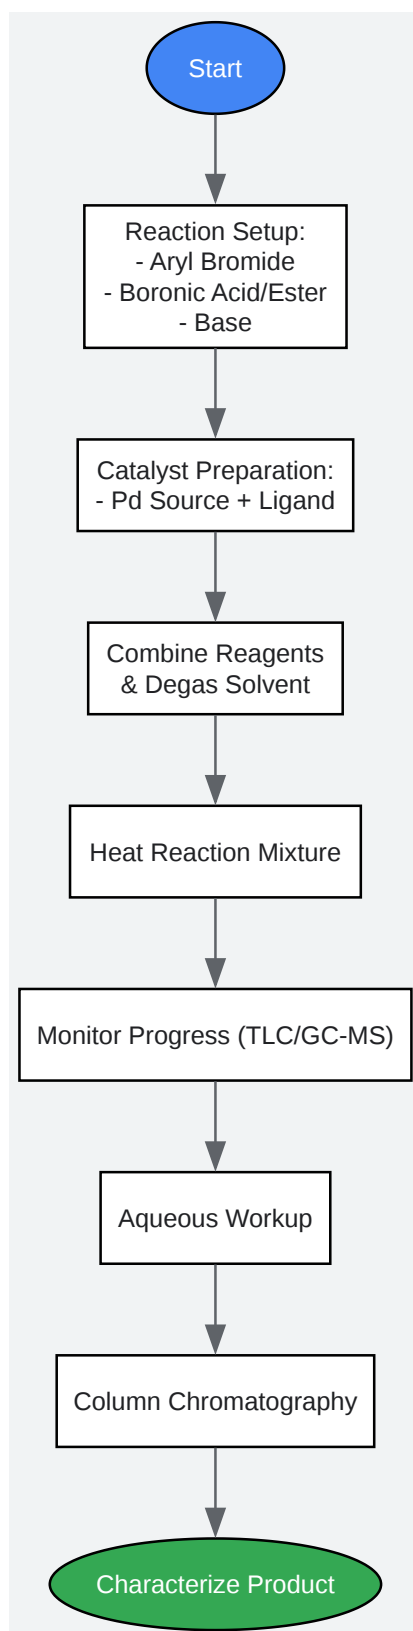 Start
Reaction Setup:
- Aryl Bromide
- Boronic Acid/Ester
- Base
Catalyst Preparation:
- Pd Source + Ligand
Combine Reagents
& Degas Solvent
Heat Reaction Mixture
Monitor Progress (TLC/GC-MS)
Aqueous Workup
Column Chromatography
Characterize Product